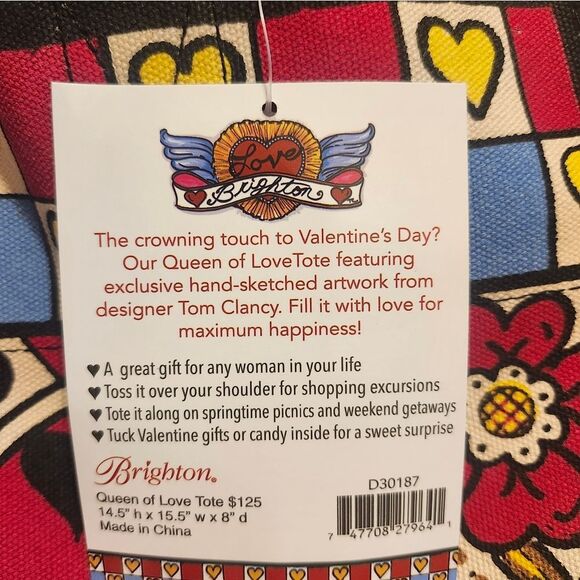 Love
Brighton
The crowning touch to Valentine's Day?
Our Queen of LoveTote featuring
exclusive hand-sketched artwork from
designer Tom Clancy. Fill it with love for
maximum happiness!
♥A great gift for any woman in your life
♥Toss it over your shoulder for shopping excursions
♥Tote it along on springtime picnics and weekend getaways
♥Tuck Valentine gifts or candy inside for a sweet surprise
Brighton®
Queen of Love Tote $125
14.5" h x 15.5" w x 8" d
Made in China
D30187
7 47708 27964 1